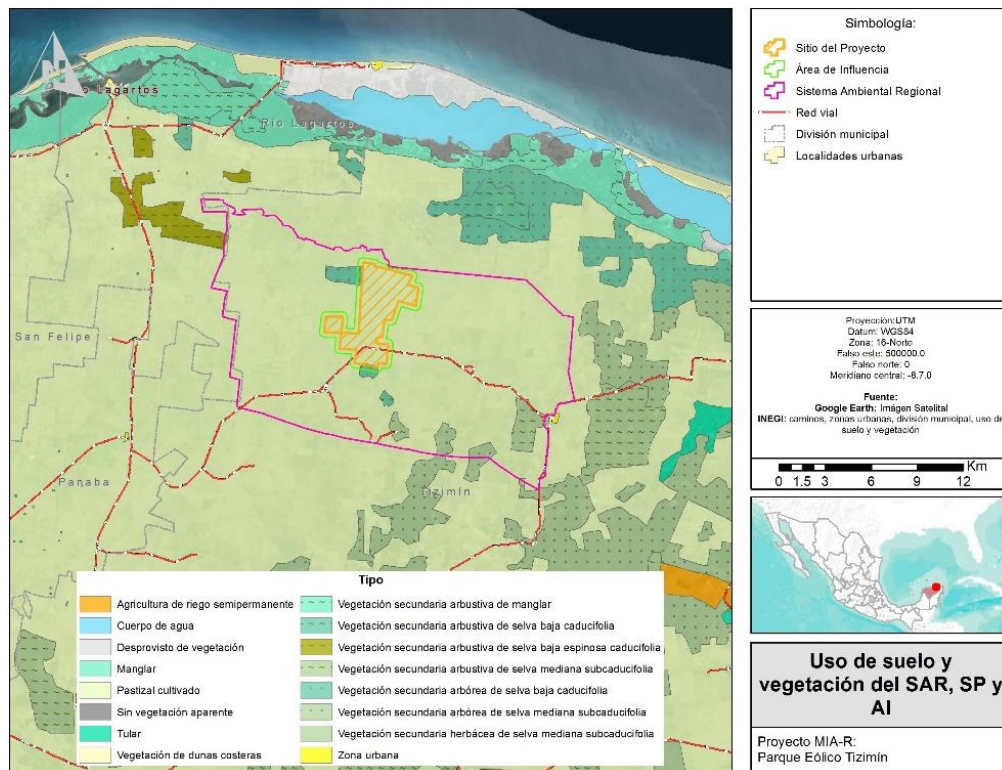 Lagartos
Río Lagartos
San Felipe
Panaba
Tizimín
Tipo
Agricultura de riego semipermanente
Cuerpo de agua
Desprovisto de vegetación
Manglar
Pastizal cultivado
Sin vegetación aparente
Tular
Vegetación de dunas costeras
Vegetación secundaria arbustiva de manglar
Vegetación secundaria arbustiva de selva baja caducifolia
Vegetación secundaria arbustiva de selva baja espinosa caducifolia
Vegetación secundaria arbustiva de selva mediana subcaducifolia
Vegetación secundaria arbórea de selva baja caducifolia
Vegetación secundaria arbórea de selva mediana subcaducifolia
Vegetación secundaria herbácea de selva mediana subcaducifolia
Zona urbana
Simbología:
Sitio del Proyecto
Área de Influencia
Sistema Ambiental Regional
Red vial
División municipal
Localidades urbanas
Proyección:UTM
Datum: WGS84
Zona: 16-Norte
Falso este: 500000.0
Falso norte: 0
Meridiano central: -8.7.0
Fuente:
Google Earth: Imágen Satelital
INEGI: caminos, zonas urbanas, división municipal, uso de
suelo y vegetación
Km
0 1.5 3 6 9 12
Uso de suelo y
vegetación del SAR, SP y
AI
Proyecto MIA-R:
Parque Eólico Tizimín